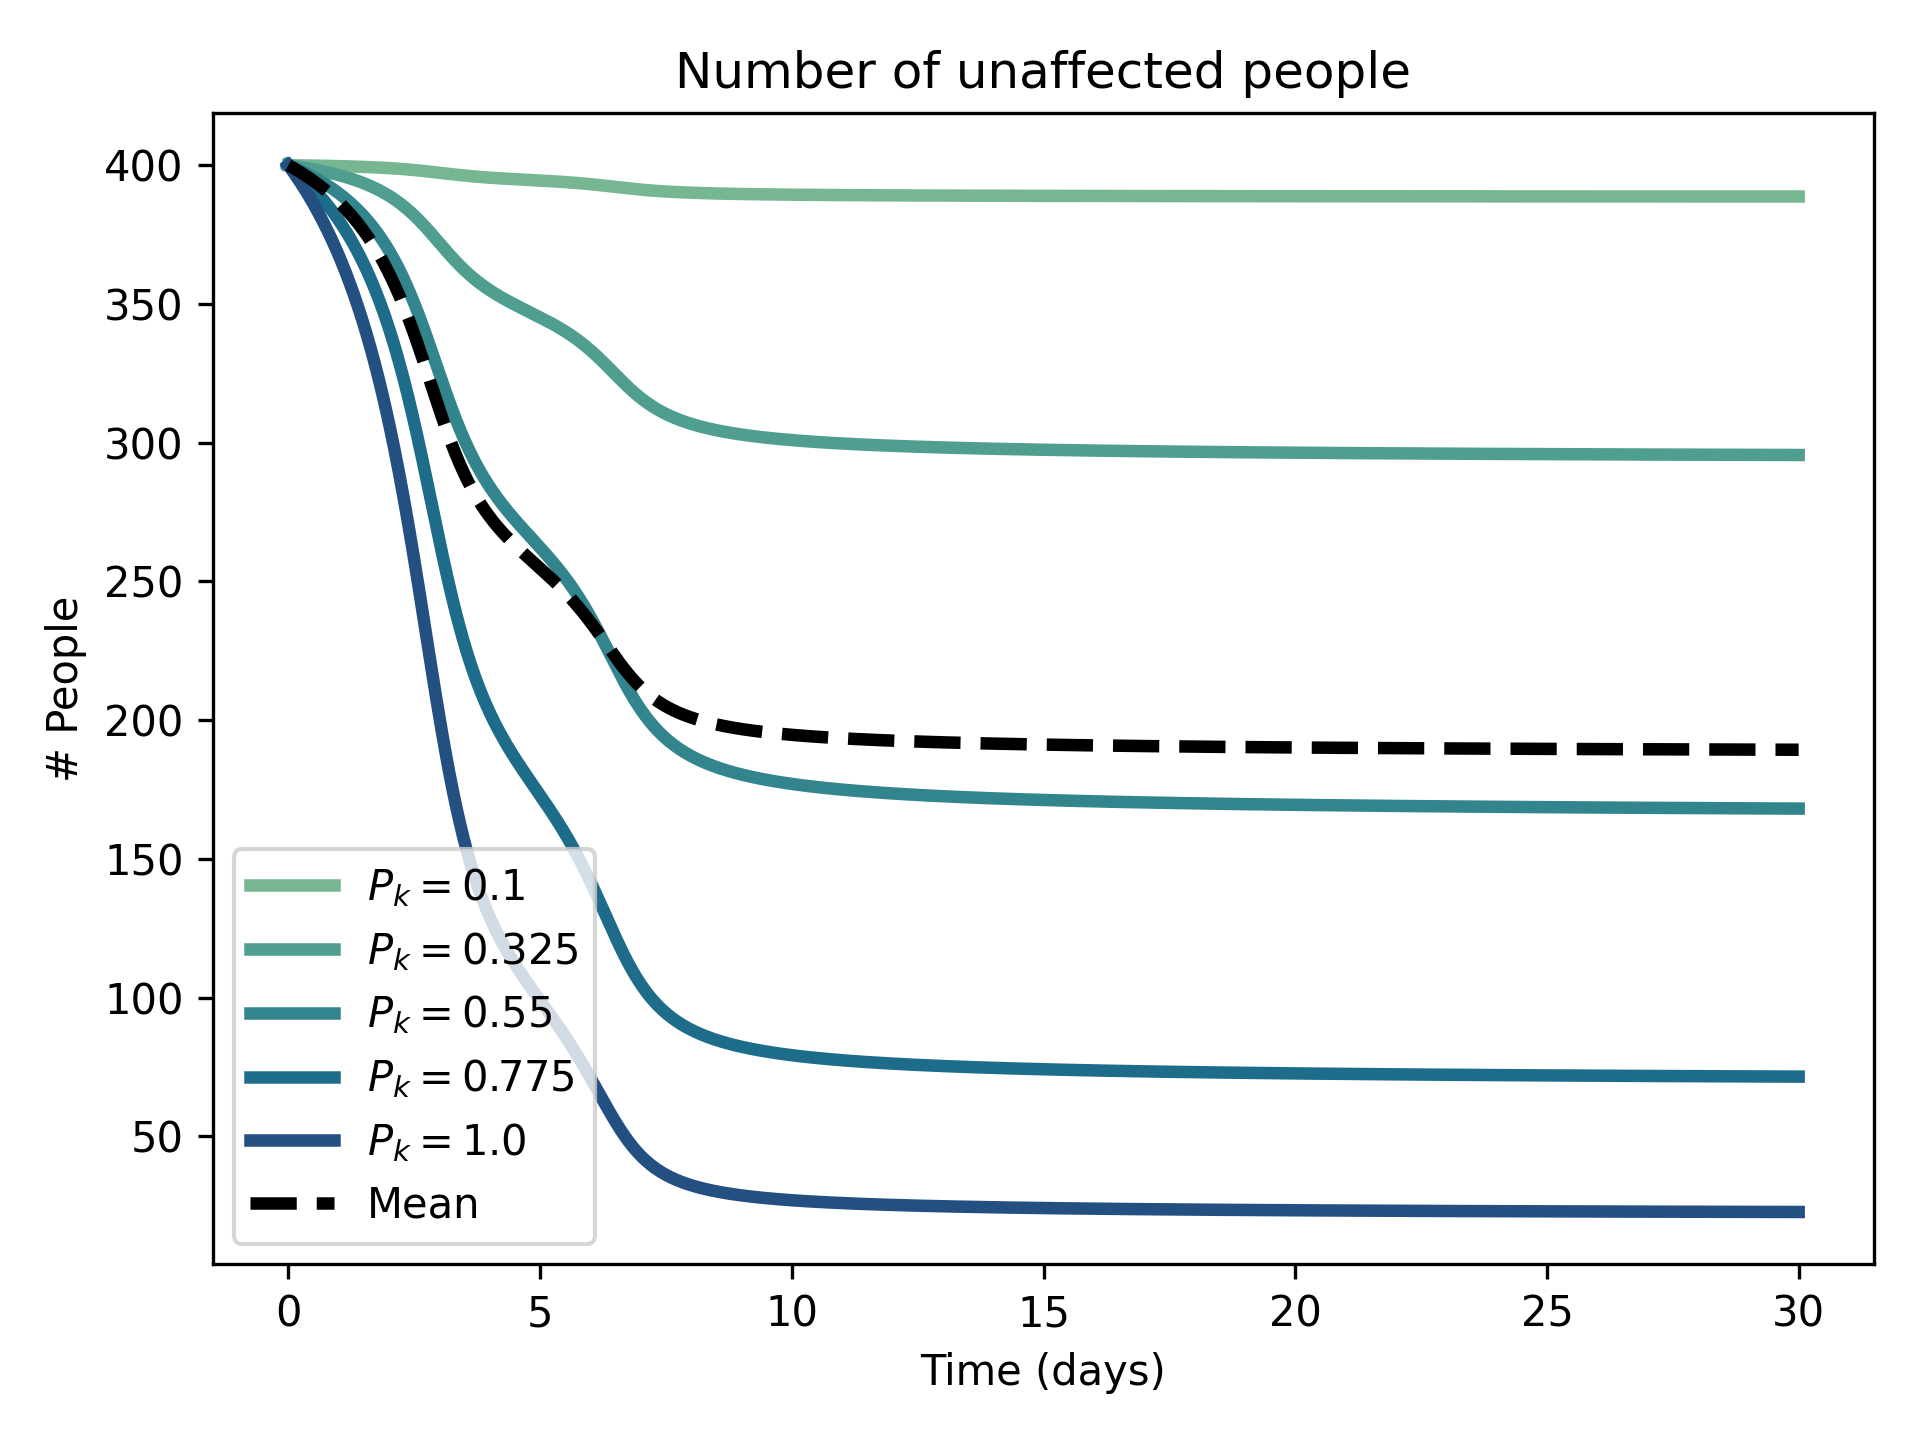 Number of unaffected people
# People
400
350
300
250
200
150
100
50
P_k = 0.1
P_k = 0.325
P_k = 0.55
P_k = 0.775
P_k = 1.0
Mean
0 5 10 15 20 25 30
Time (days)